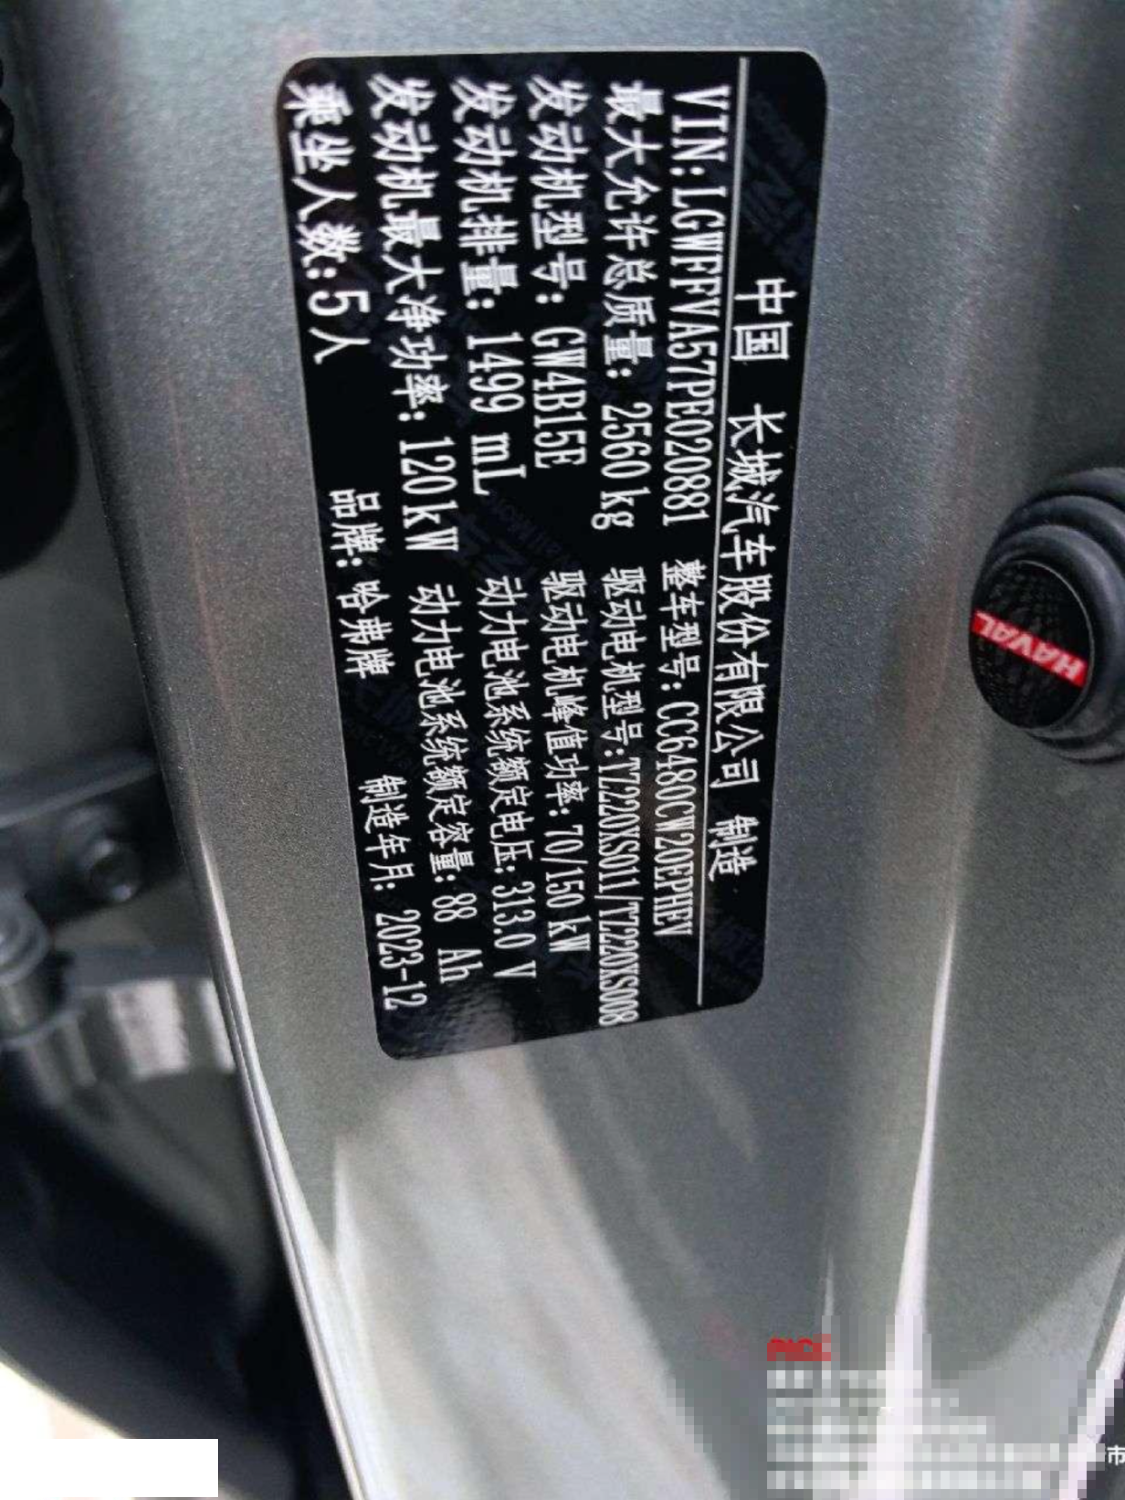 中国 长城汽车股份有限公司 制造
VIN:LGWFFVA57PE020881 整车型号:CC6480CW20EPHEV
最大允许总质量: 2560kg 驱动电机型号:TZ220XS011/TZ220XS008
发动机型号: GW4B15E 驱动电机峰值功率:70/150 kW
发动机排量: 1499 mL 动力电池系统额定电压:313.0 V
发动机最大净功率: 120kW 动力电池系统额定容量:88 Ah
乘坐人数:5人 品牌:哈弗牌 制造年月: 2023-12
HAVAL
市